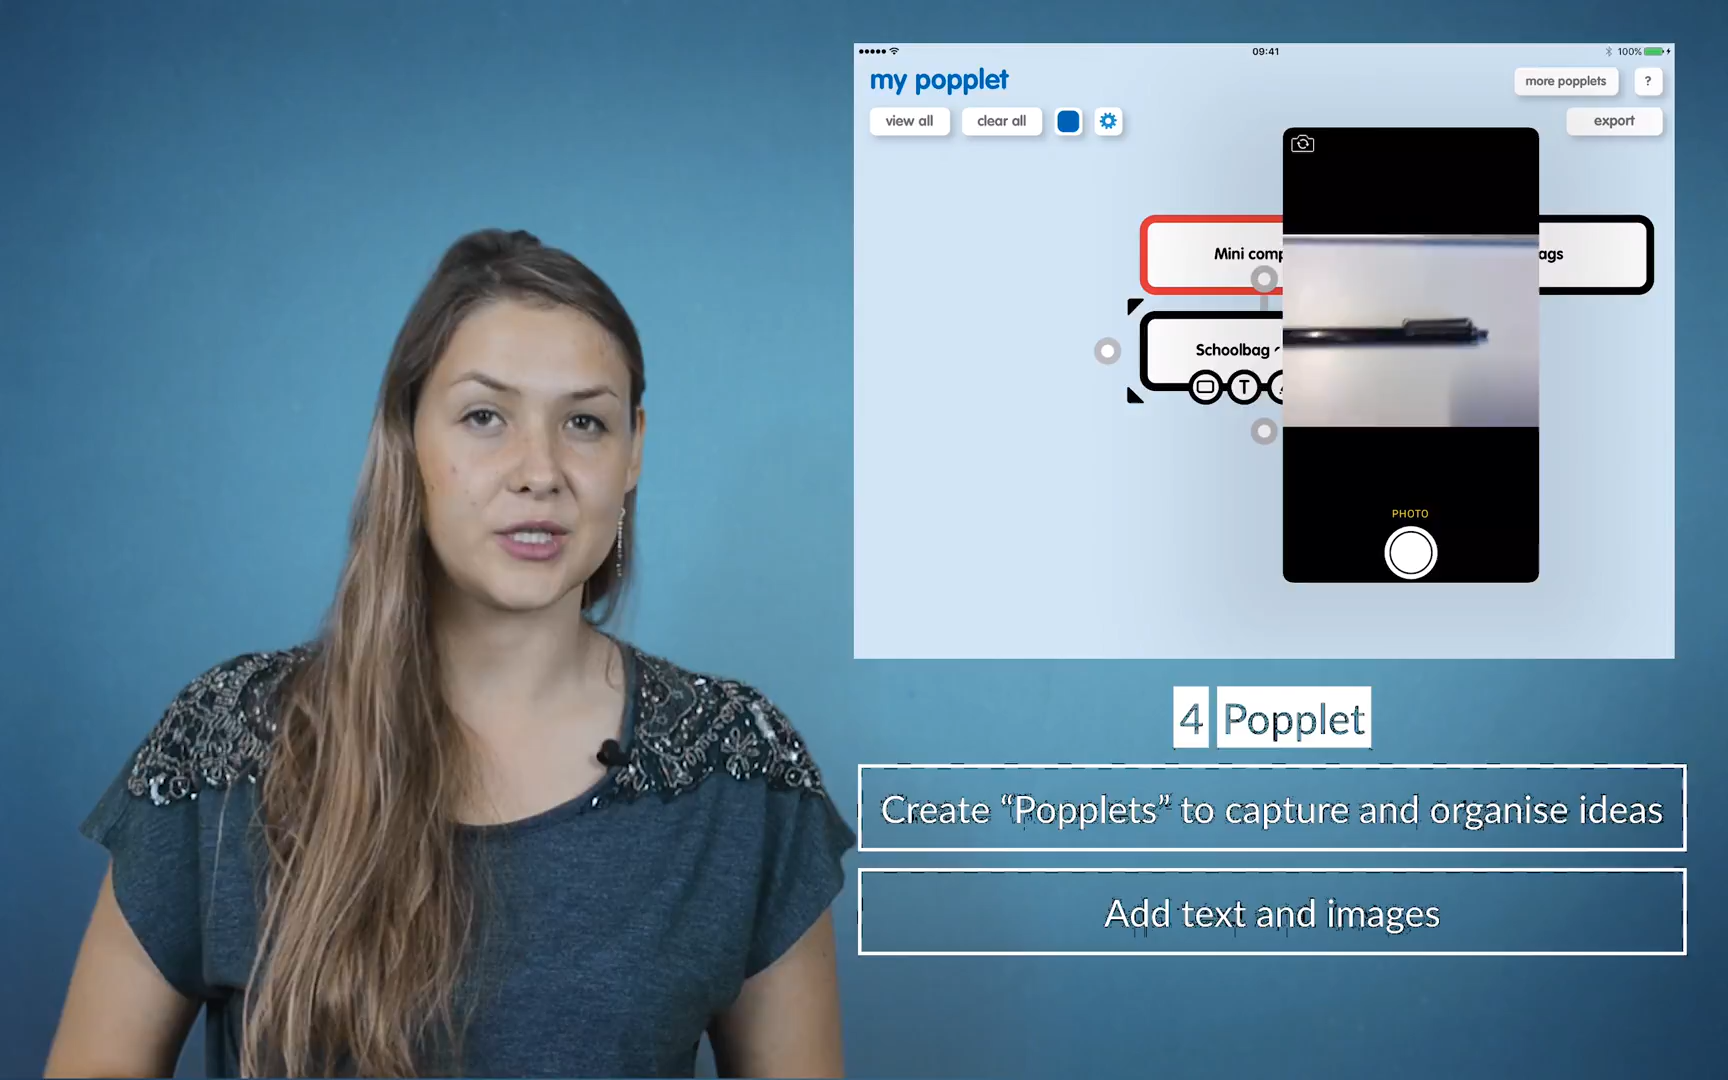 09:41
100%
my popplet
more popplets
?
view all
clear all
export
Mini comp
ags
Schoolbag
T
PHOTO
4 Popplet
Create “Popplets” to capture and organise ideas
Add text and images